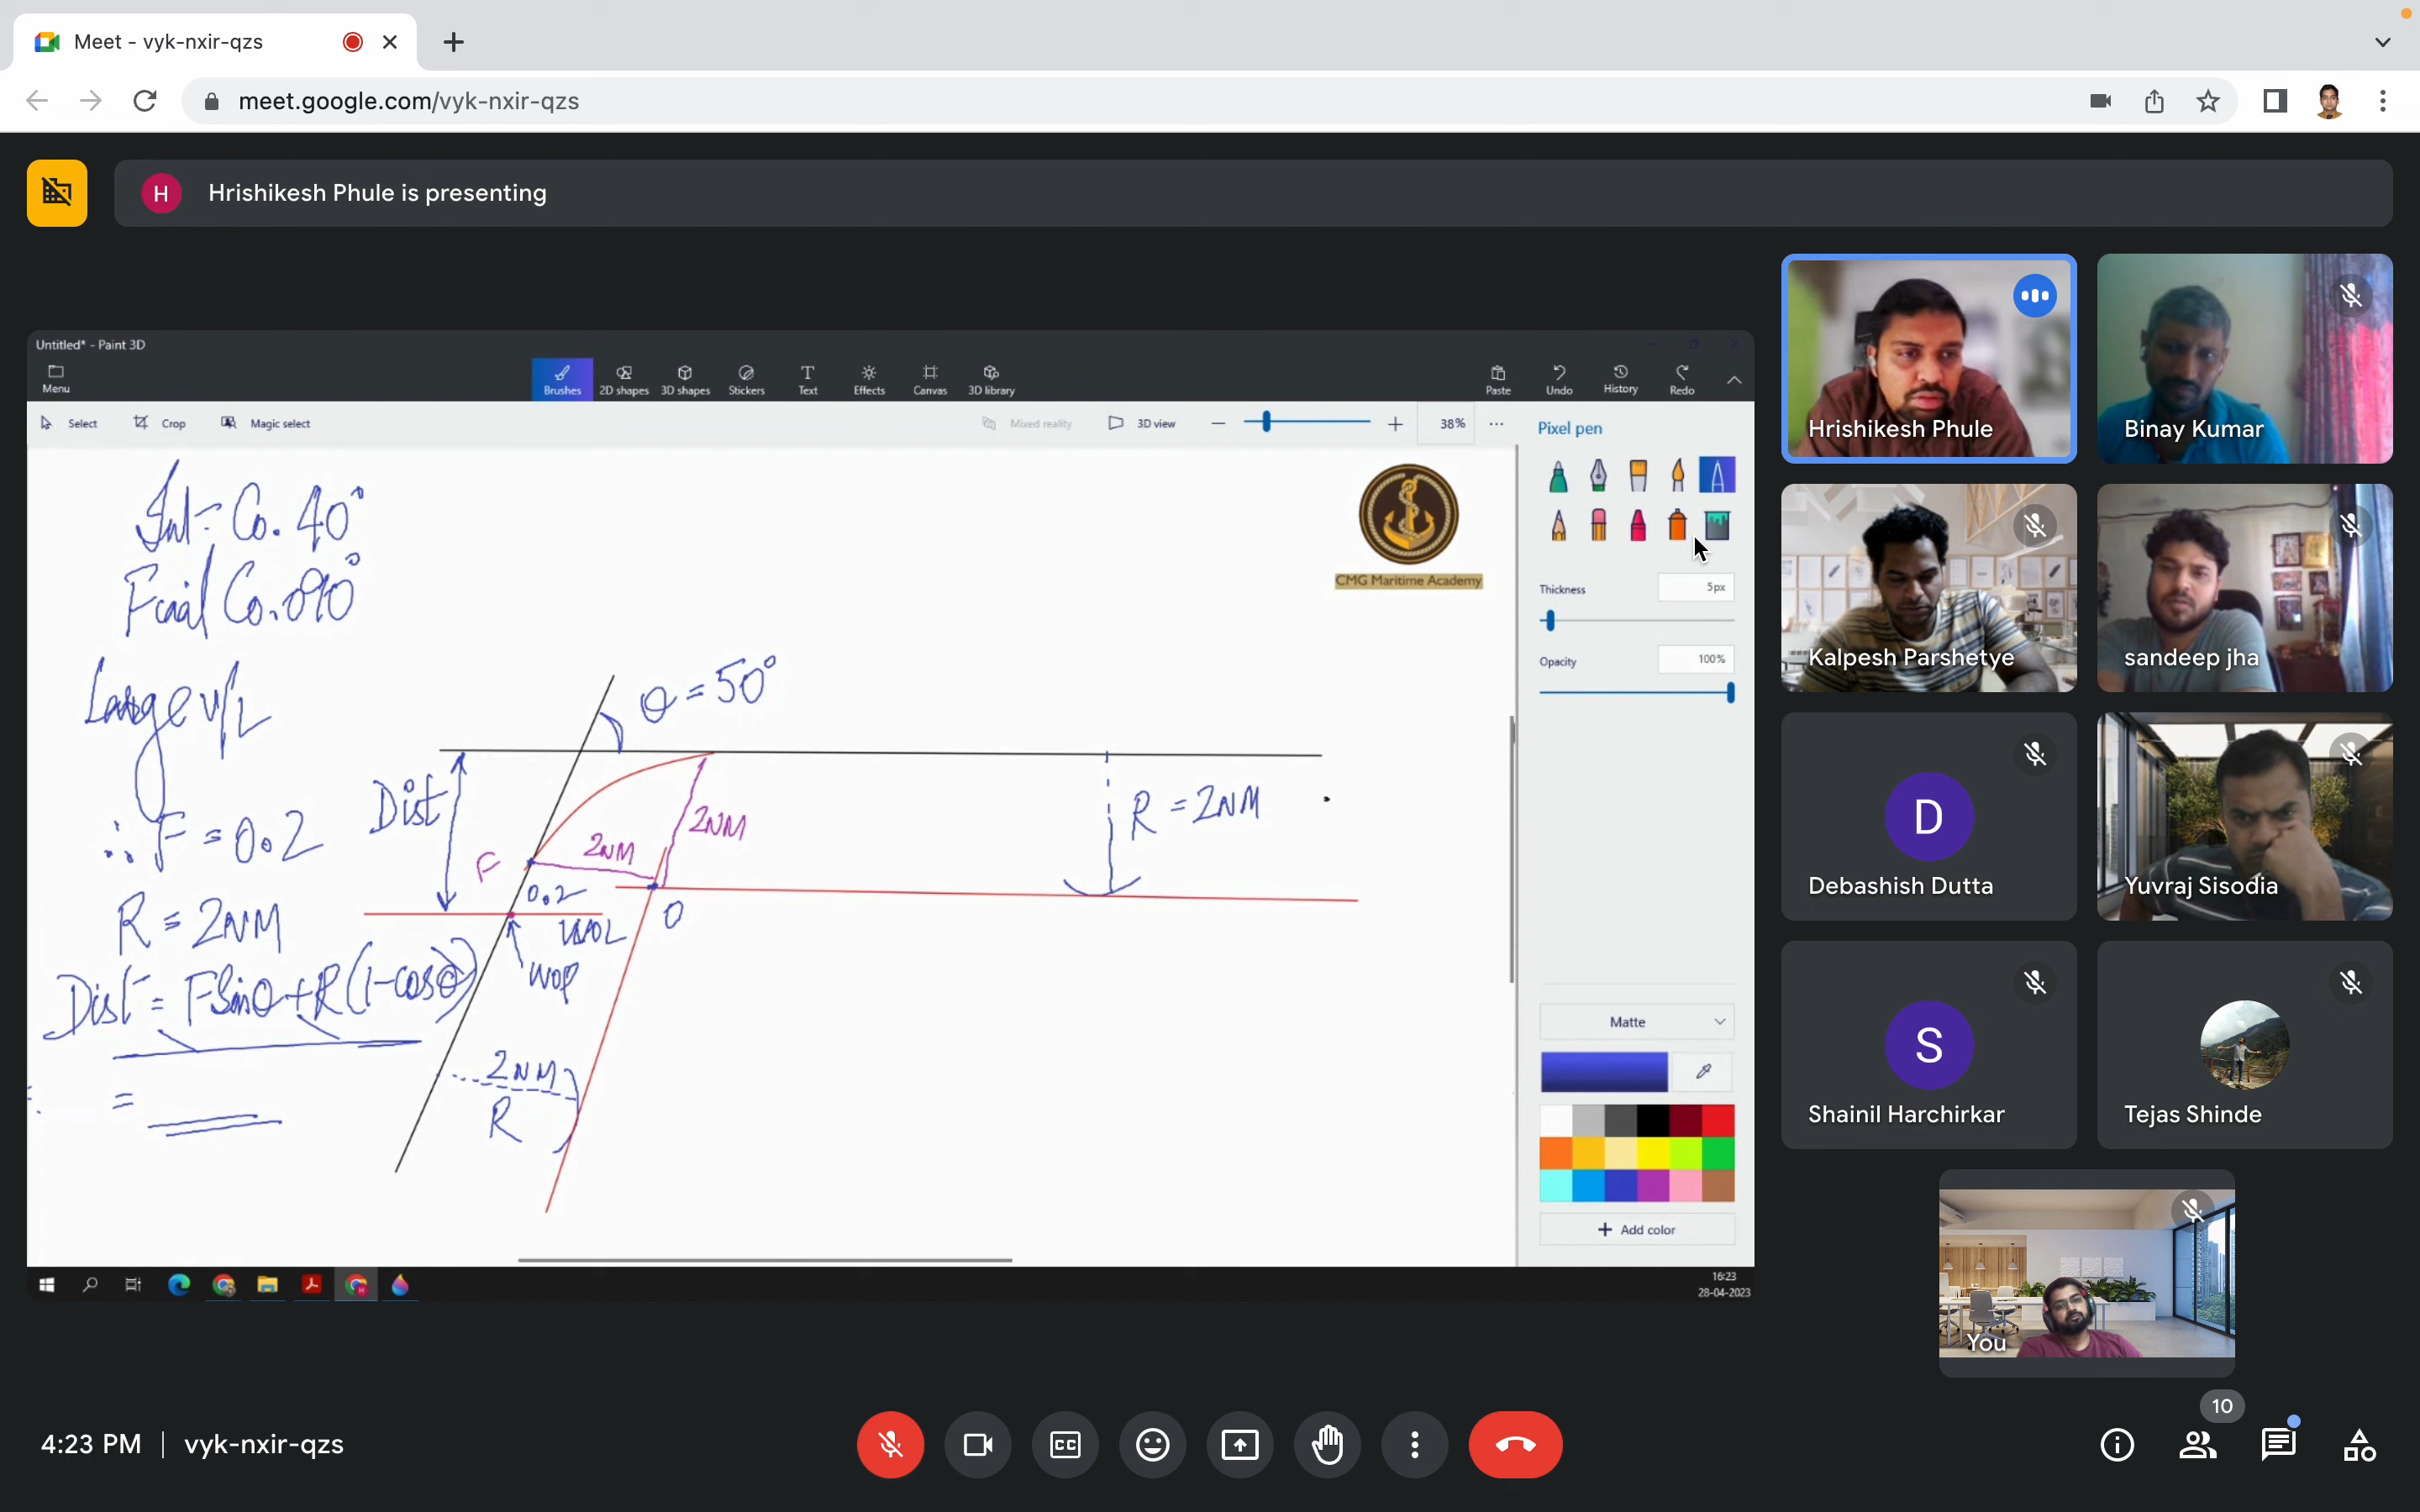 Meet - vyk-nxir-qzs
meet.google.com/vyk-nxir-qzs
H Hrishikesh Phule is presenting
Untitled* - Paint 3D
Menu
Brushes 2D shapes 3D shapes Stickers Text Effects Canvas 3D library Paste Undo History Redo
Select Crop Magic select Mixed reality 3D view 38%
Pixel pen
Thickness 5px
Opacity 100%
Matte
Add color
CMG Maritime Academy
Co. 40°
Co. 090°
Large v/L
∴ F = 0.2
R = 2NM
Dist = F Sinθ + R (1-cosθ)
=
θ = 50°
Dist
R = 2NM
2NM
2NM
F
0.2
O
WOL
WOP
2NM
R
16:23
28-04-2023
Hrishikesh Phule
Binay Kumar
Kalpesh Parshetye
sandeep jha
D
Debashish Dutta
Yuvraj Sisodia
S
Shainil Harchirkar
Tejas Shinde
You
4:23 PM | vyk-nxir-qzs
CC
10